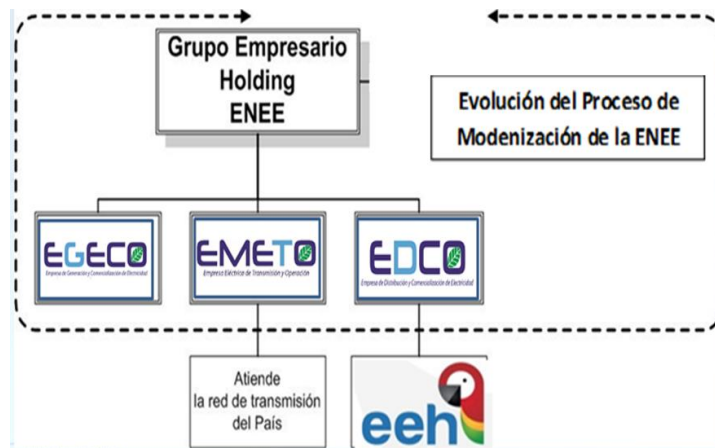 Grupo Empresario
Holding
ENEE
Evolución del Proceso de
Modenización de la ENEE
EGECO
Empresa de Generación y Comercialización de Electricidad
EMETO
Empresa Eléctrica de Transmisión y Operación
EDCO
Empresa de Distribución y Comercialización de Electricidad
Atiende
la red de transmisión
del País
eeh